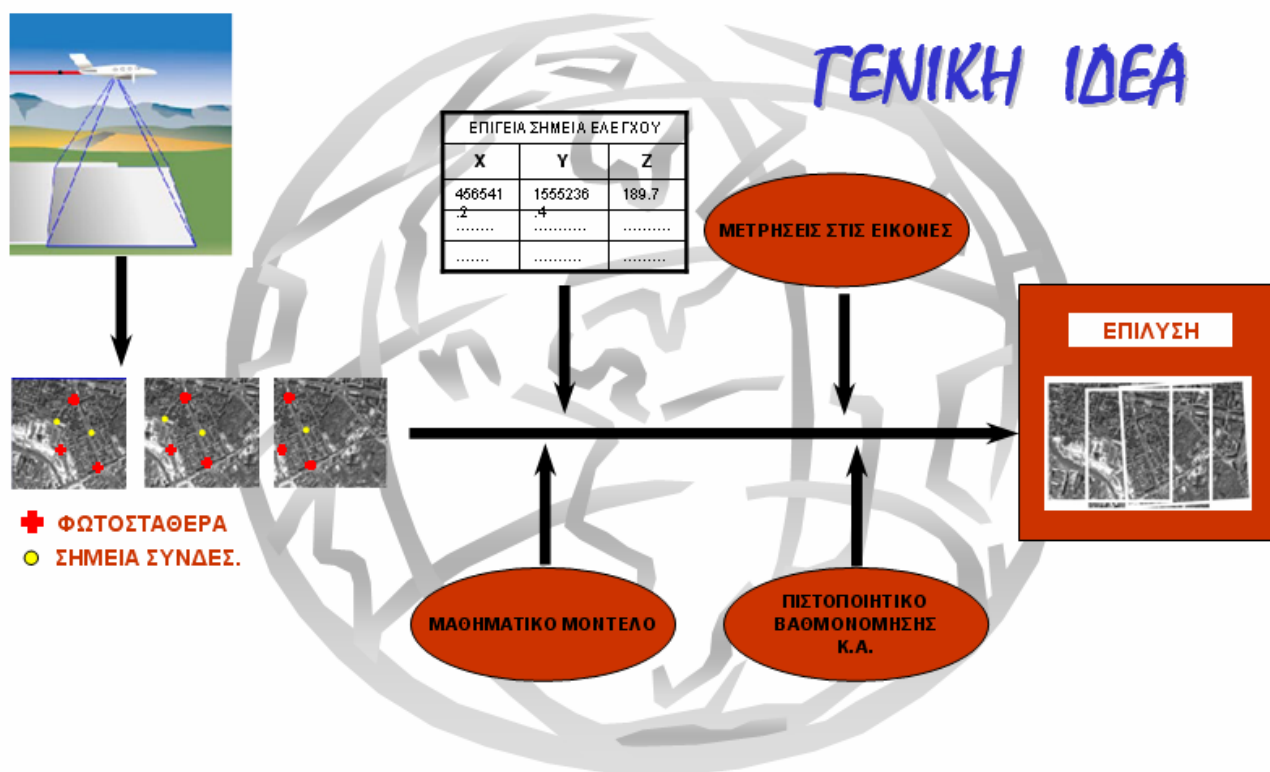 ΓΕΝΙΚΗ ΙΔΕΑ
ΕΠΙΓΕΙΑ ΣΗΜΕΙΑ ΕΛΕΓΧΟΥ
X Y Z
456541 1555236 189.7
.2 .4
........ ........... ..........
....... .......... .........
ΜΕΤΡΗΣΕΙΣ ΣΤΙΣ ΕΙΚΟΝΕΣ
ΕΠΙΛΥΣΗ
ΦΩΤΟΣΤΑΘΕΡΑ
ΣΗΜΕΙΑ ΣΥΝΔΕΣ.
ΜΑΘΗΜΑΤΙΚΟ ΜΟΝΤΕΛΟ
ΠΙΣΤΟΠΟΙΗΤΙΚΟ
ΒΑΘΜΟΝΟΜΗΣΗΣ
Κ.Α.